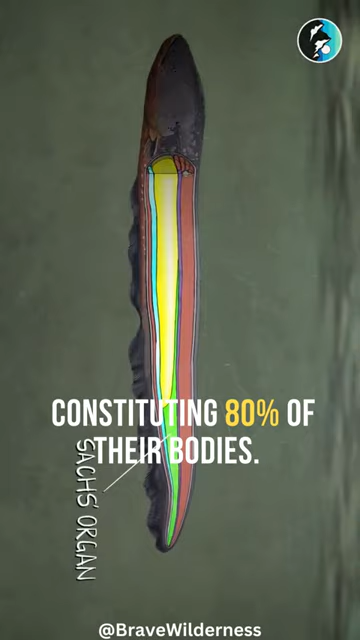 CONSTITUTING 80% OF
THEIR BODIES.
SACHS' ORGAN
@BraveWilderness